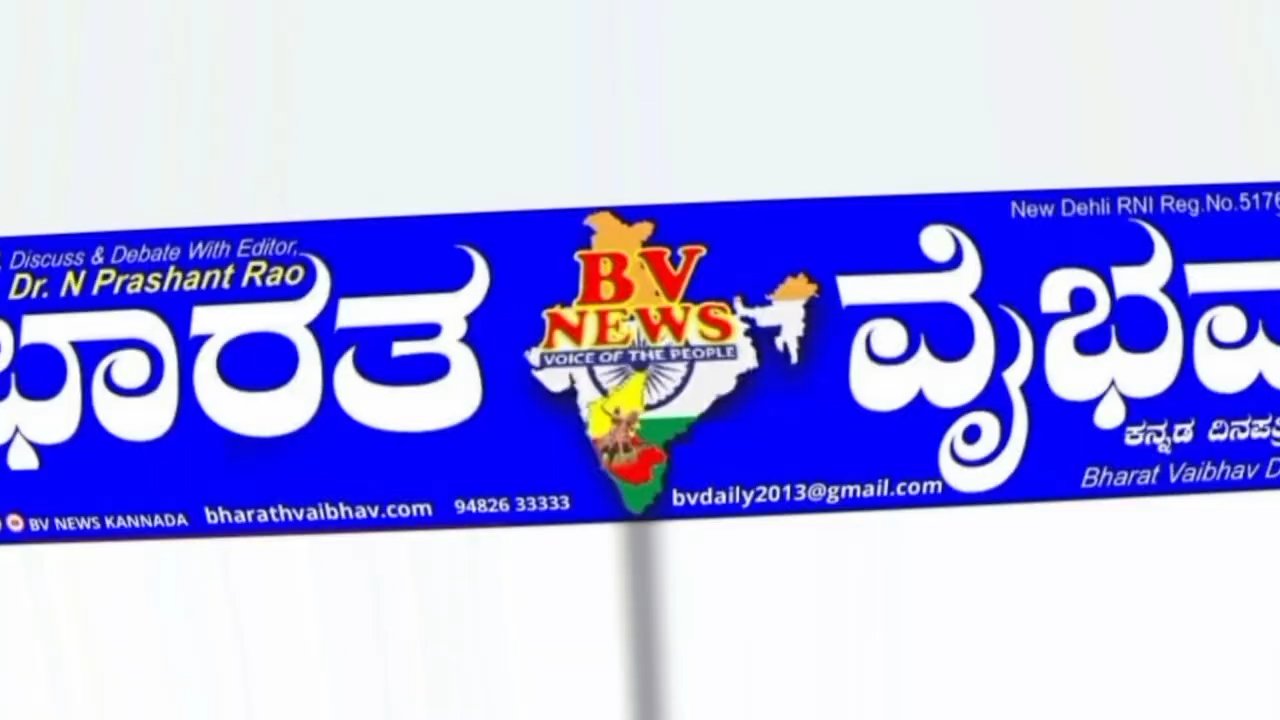 Discuss & Debate With Editor,
Dr. N Prashant Rao
New Dehli RNI Reg.No.5176
ಭಾರತ
BV
NEWS
VOICE OF THE PEOPLE
ವೈಭವ
ಕನ್ನಡ
Bharat Vaibhav
BV NEWS KANNADA
bharathvaibhav.com
94826 33333
bvdaily2013@gmail.com